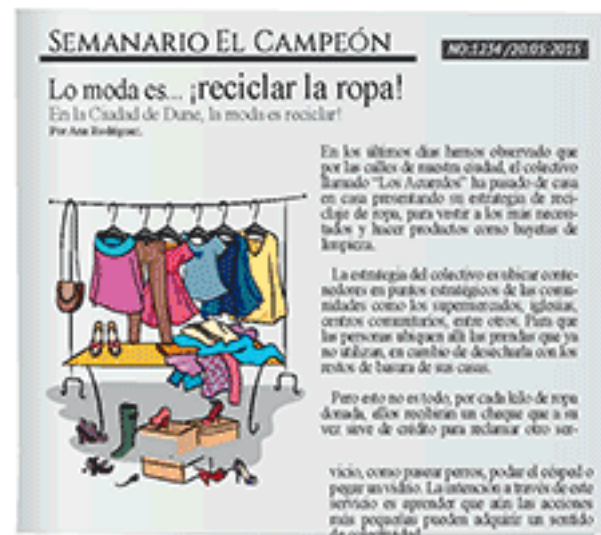 SEMANARIO EL CAMPEÓN
NO:1234 /20:05:2015
Lo moda es... ¡reciclar la ropa!
En la Ciudad de Dune, la moda es reciclar!
Por Ana Rodríguez.
En los últimos días hemos observado que
por las calles de nuestra ciudad, el colectivo
llamado "Los Acuerdos" ha pasado de casa
en casa presentando su estrategia de reci-
claje de ropa, para vestir a los más necesi-
tados y hacer productos como bayetas de
limpieza.
La estrategia del colectivo es ubicar conte-
nedores en puntos estratégicos de las comu-
nidades como los supermercados, iglesias,
centros comunitarios, entre otros. Para que
las personas ubiquen allí las prendas que ya
no utilizan, en cambio de desecharla con los
restos de basura de sus casas.
Pero esto no es todo, por cada kilo de ropa
donada, ellos recibirán un cheque que a su
vez sirve de crédito para reclamar otro ser-
vicio, como pasear perros, podar el césped o
pegar un vidrio. La intención a través de este
servicio es aprender que aún las acciones
más pequeñas pueden adquirir un sentido
de colectividad